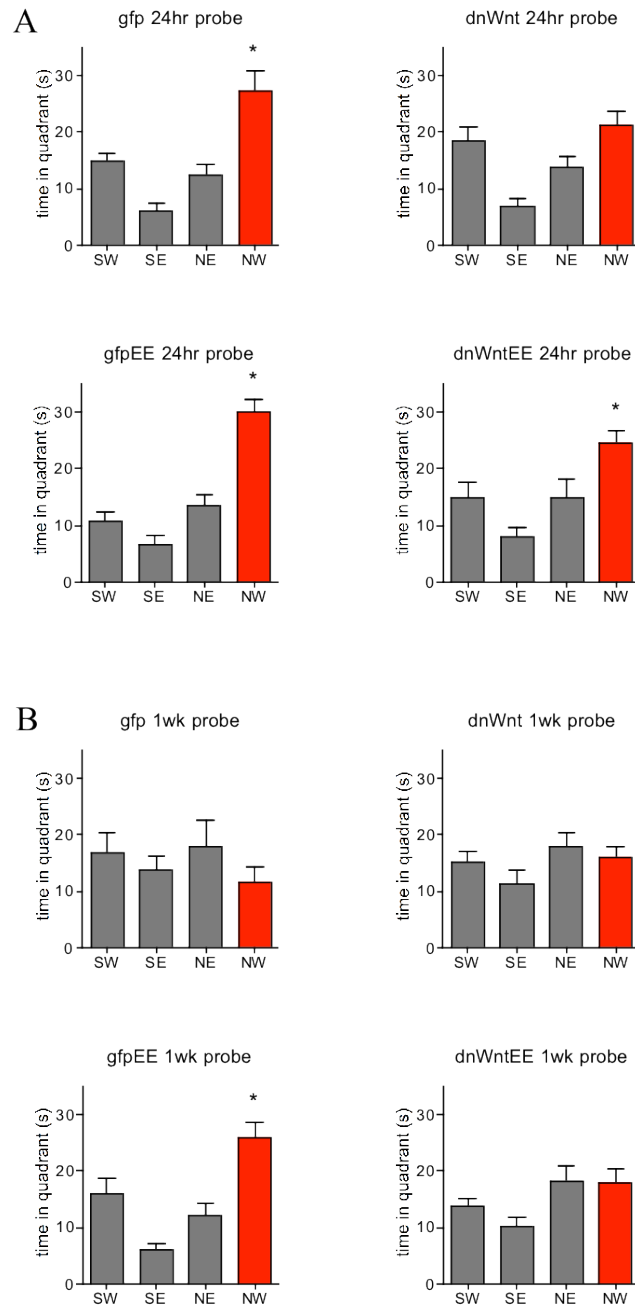 A
gfp 24hr probe
*
time in quadrant (s)
30
20
10
0
SW SE NE NW
dnWnt 24hr probe
time in quadrant (s)
30
20
10
0
SW SE NE NW
gfpEE 24hr probe
*
time in quadrant (s)
30
20
10
0
SW SE NE NW
dnWntEE 24hr probe
*
time in quadrant (s)
30
20
10
0
SW SE NE NW
B
gfp 1wk probe
time in quadrant (s)
30
20
10
0
SW SE NE NW
dnWnt 1wk probe
time in quadrant (s)
30
20
10
0
SW SE NE NW
gfpEE 1wk probe
*
time in quadrant (s)
30
20
10
0
SW SE NE NW
dnWntEE 1wk probe
time in quadrant (s)
30
20
10
0
SW SE NE NW